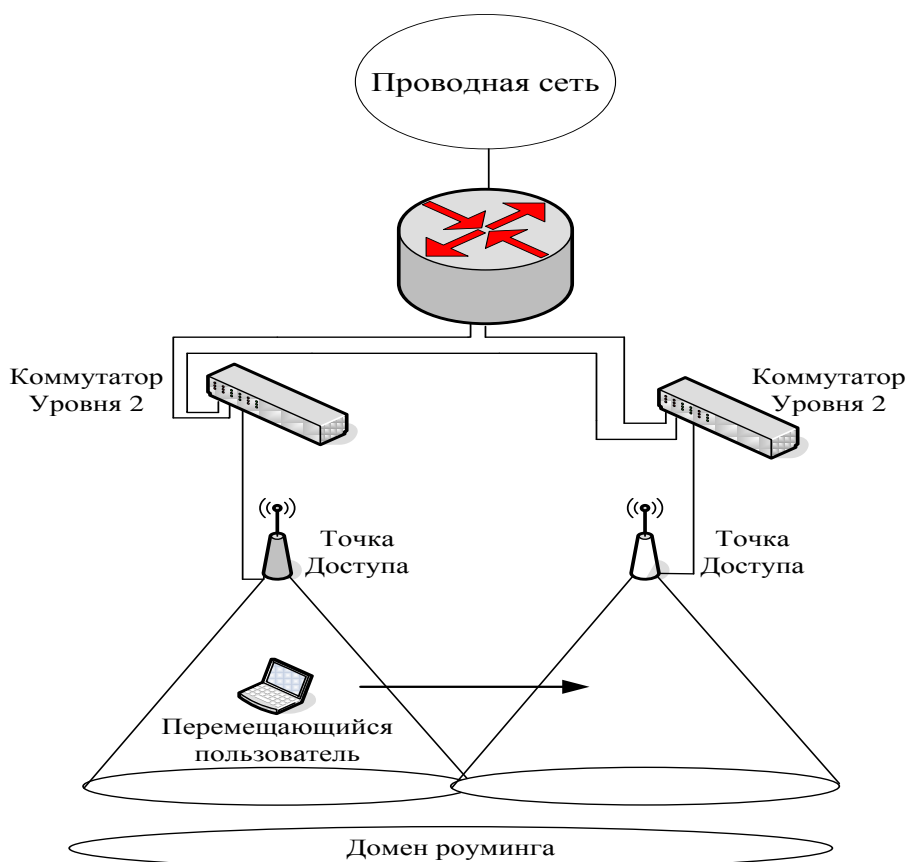 Проводная сеть
Коммутатор
Уровня 2
Коммутатор
Уровня 2
Точка
Доступа
Точка
Доступа
Перемещающийся
пользователь
Домен роуминга